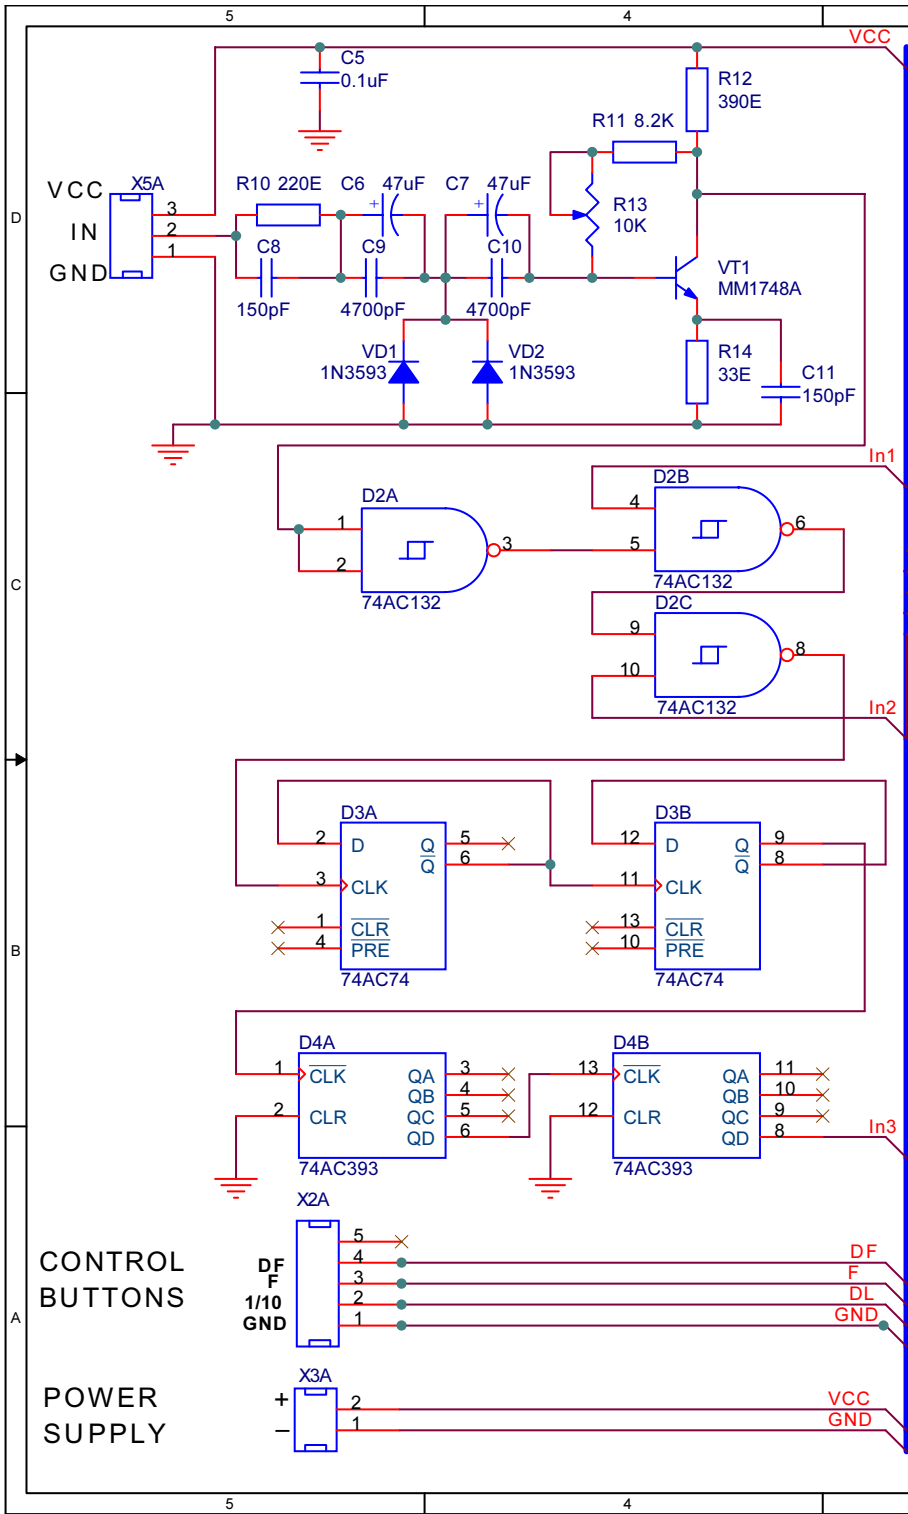 5 4
VCC
C5
0.1uF
R12
390E
R11 8.2K
VCC X5A
R10 220E C6 47uF C7 47uF
+ +
R13
10K
D
3
IN 2
1
GND
C8 C9 C10
150pF 4700pF 4700pF
VT1
MM1748A
VD1 VD2
1N3593 1N3593
R14
33E
C11
150pF
In1
D2A D2B
1 3
2
4 6
5
74AC132 74AC132
C
D2C
9 8
10
74AC132
In2
D3A D3B
2 D Q 5
Q 6
3 CLK
1 CLR
4 PRE
74AC74
12 D Q 9
Q 8
11 CLK
13 CLR
10 PRE
74AC74
B
D4A D4B
1 CLK QA 3
QB 4
2 CLR QC 5
QD 6
74AC393
13 CLK QA 11
QB 10
12 CLR QC 9
QD 8
74AC393
In3
X2A
CONTROL
BUTTONS
5
DF 4 DF
F 3 F
1/10 2 DL
GND 1 GND
A
X3A
POWER
SUPPLY
+ 2 VCC
− 1 GND
5 4